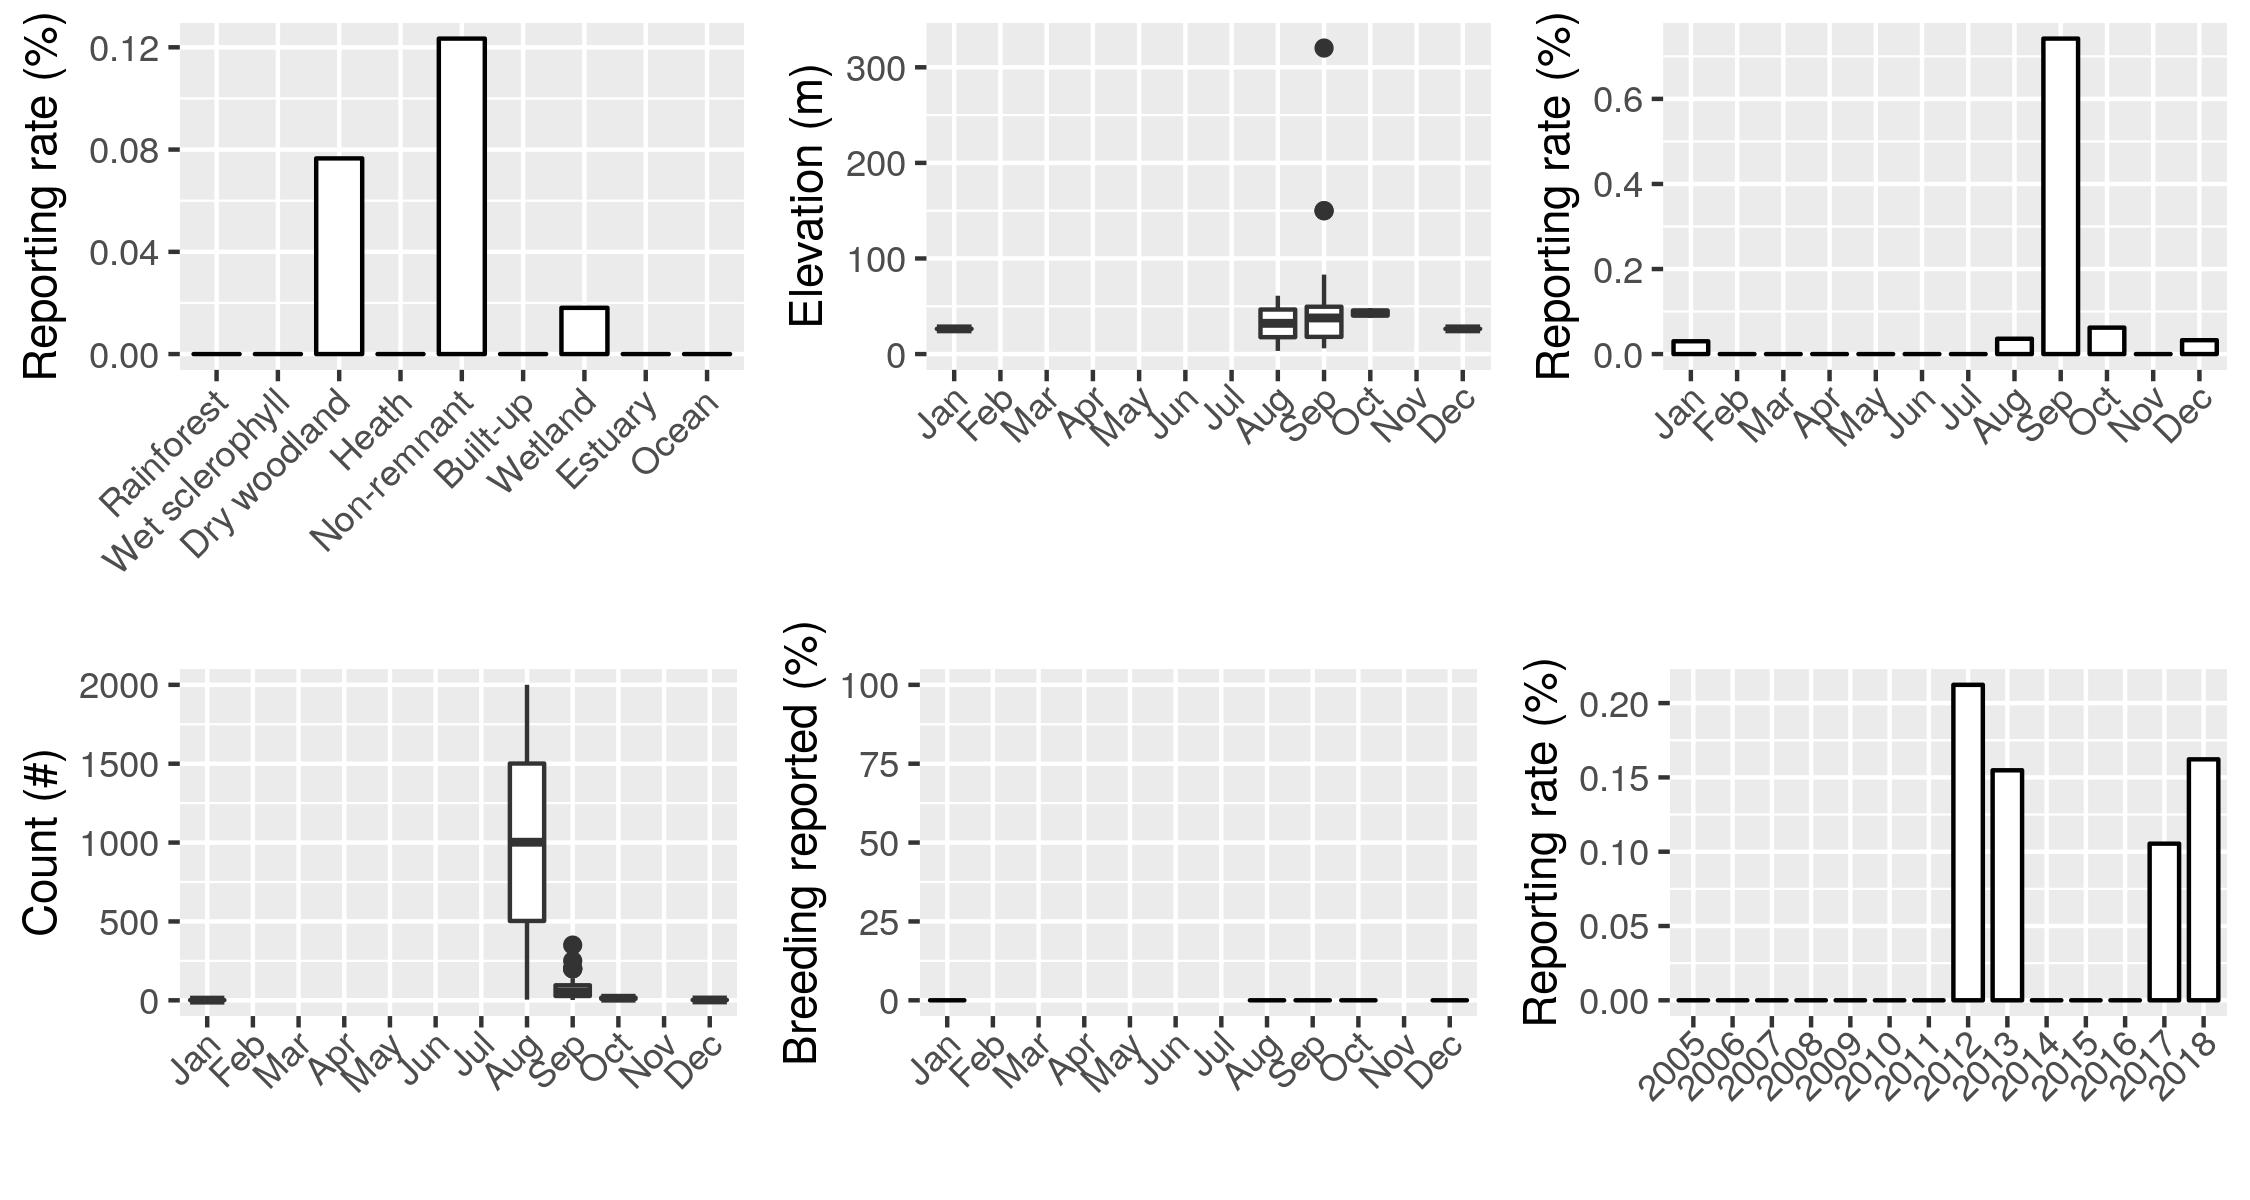 Reporting rate (%)
0.12
0.08
0.04
0.00
Rainforest
Wet sclerophyll
Dry woodland
Heath
Non-remnant
Built-up
Wetland
Estuary
Ocean
Elevation (m)
300
200
100
0
Jan
Feb
Mar
Apr
May
Jun
Jul
Aug
Sep
Oct
Nov
Dec
Reporting rate (%)
0.6
0.4
0.2
0.0
Jan
Feb
Mar
Apr
May
Jun
Jul
Aug
Sep
Oct
Nov
Dec
Count (#)
2000
1500
1000
500
0
Jan
Feb
Mar
Apr
May
Jun
Jul
Aug
Sep
Oct
Nov
Dec
Breeding reported (%)
100
75
50
25
0
Jan
Feb
Mar
Apr
May
Jun
Jul
Aug
Sep
Oct
Nov
Dec
Reporting rate (%)
0.20
0.15
0.10
0.05
0.00
2005
2006
2007
2008
2009
2010
2011
2012
2013
2014
2015
2016
2017
2018